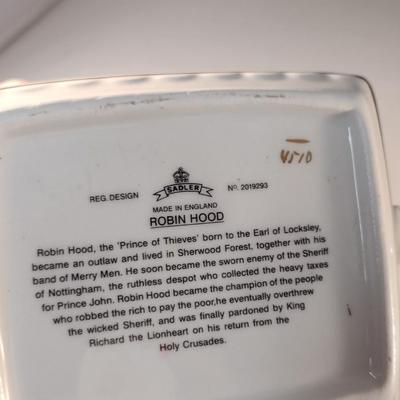 4510
REG. DESIGN SADLER Nº. 2019293
MADE IN ENGLAND
ROBIN HOOD
Robin Hood, the 'Prince of Thieves' born to the Earl of Locksley,
became an outlaw and lived in Sherwood Forest, together with his
band of Merry Men. He soon became the sworn enemy of the Sheriff
of Nottingham, the ruthless despot who collected the heavy taxes
for Prince John. Robin Hood became the champion of the people
who robbed the rich to pay the poor,he eventually overthrew
the wicked Sheriff, and was finally pardoned by King
Richard the Lionheart on his return from the
Holy Crusades.